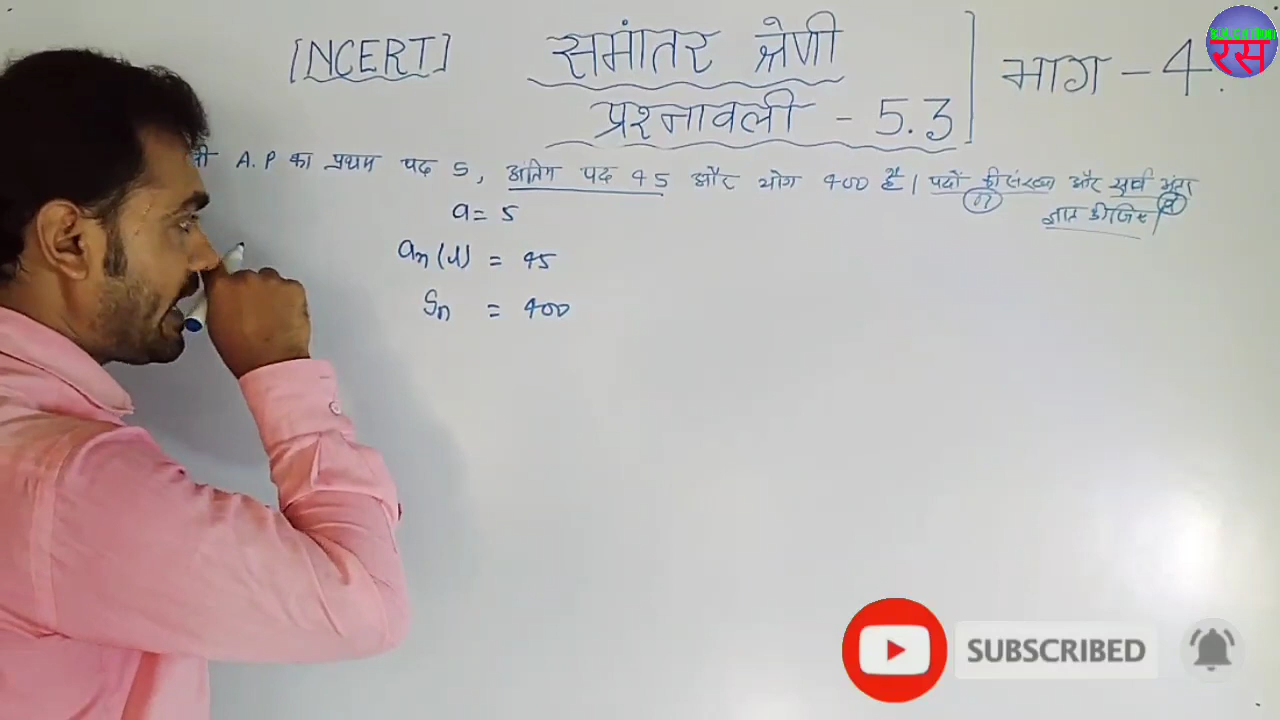 [NCERT] समांतर श्रेणी भाग - 4.
प्रश्नावली - 5.3
A.P का प्रथम पद 5, अंतिम पद 45 और योग 400 है। पदों की संख्या और सार्व अंतर
(n) (d)
ज्ञात कीजिए।
a = 5
an (l) = 45
Sn = 400
रस
SUBSCRIBED